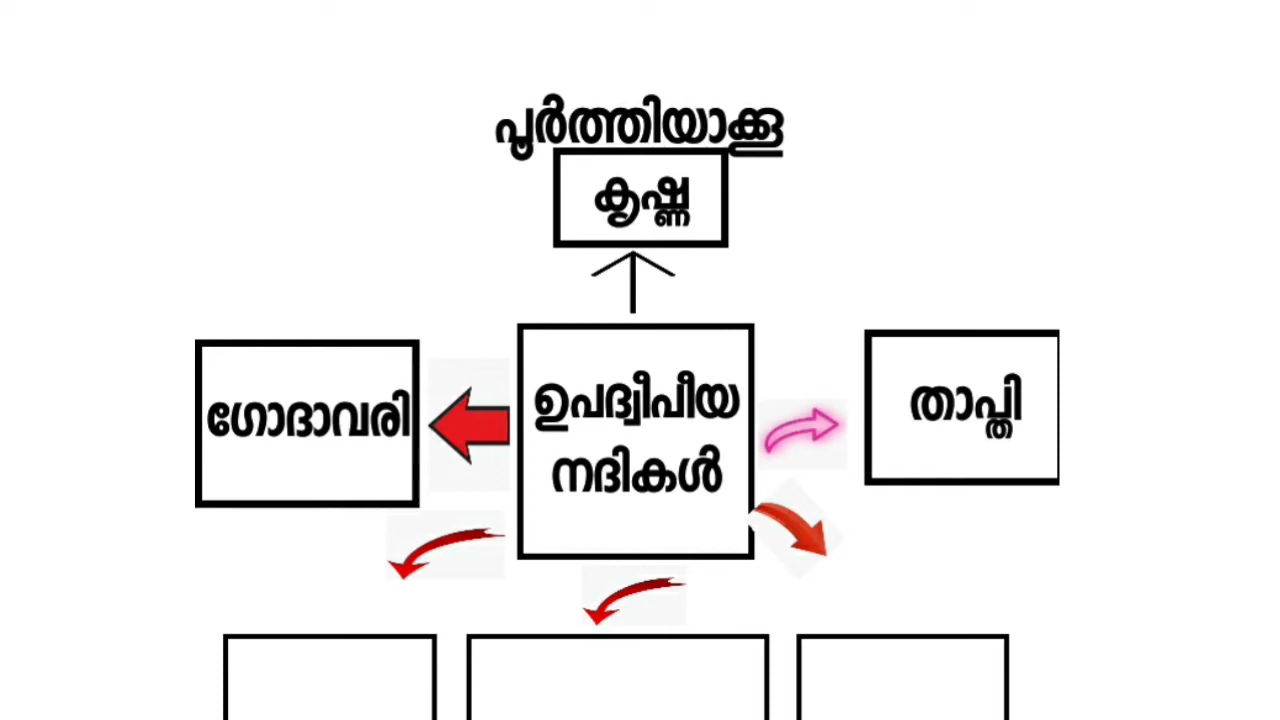 പൂർത്തിയാക്കൂ
കൃഷ്ണ
ഗോദാവരി
ഉപദ്വീപീയ
നദികൾ
താപ്തി